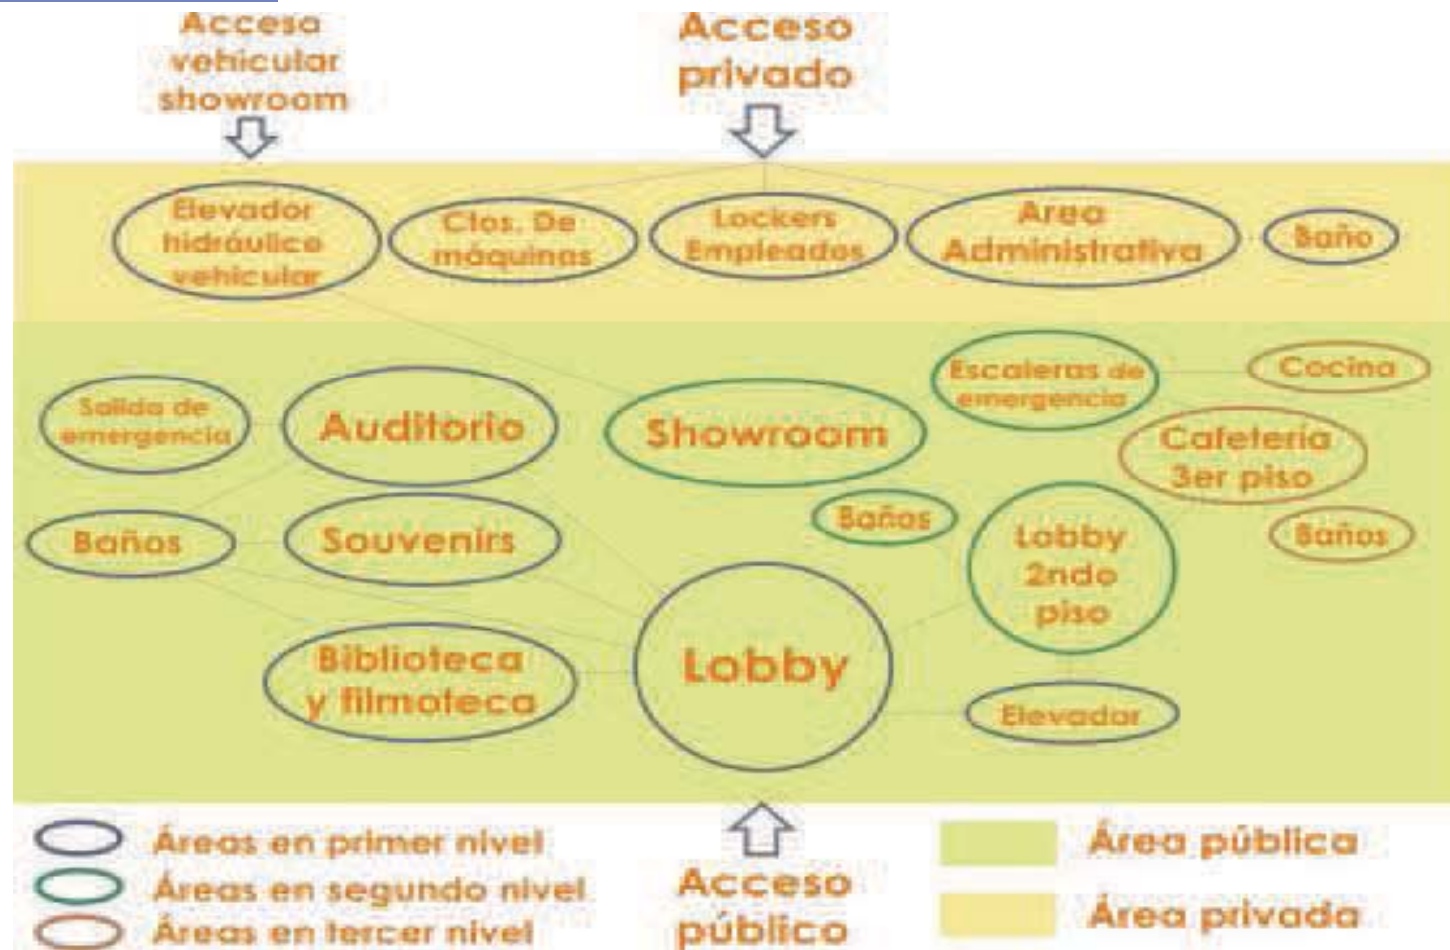 Accesa
vehicular
showroom
Acceso
privado
Elevador
hidráulico
vehicular
Clos. De
máquinas
Lockers
Empleados
Area
Administrativa
Baño
Salida de
emergencia
Auditorio
Showroom
Escaleras de
emergencia
Cocina
Cafetería
3er piso
Baños
Souvenirs
Baños
Lobby
2ndo
piso
Baños
Biblioteca
y filmoteca
Lobby
Elevador
Áreas en primer nivel
Áreas en segundo nivel
Áreas en tercer nivel
Acceso
público
Área pública
Área privada